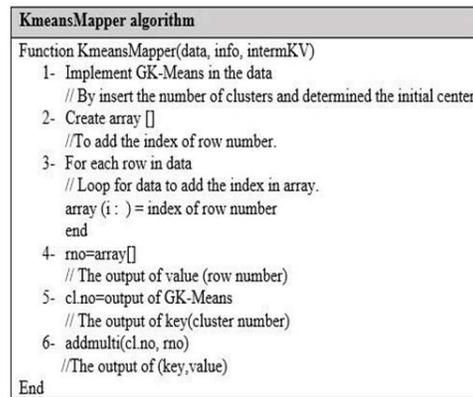 KmeansMapper algorithm
Function KmeansMapper(data, info, intermKV)
1- Implement GK-Means in the data
// By insert the number of clusters and determined the initial center
2- Create array []
//To add the index of row number.
3- For each row in data
// Loop for data to add the index in array.
array (i : ) = index of row number
end
4- rno=array[]
// The output of value (row number)
5- cl.no=output of GK-Means
// The output of key(cluster number)
6- addmulti(cl.no, rno)
//The output of (key,value)
End